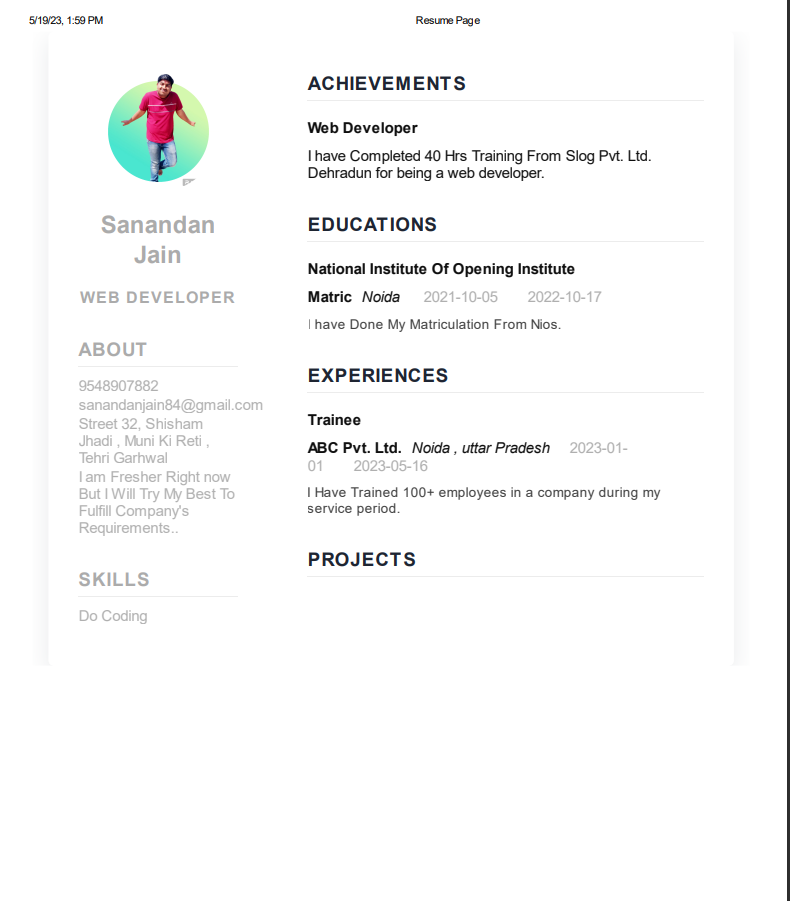 5/19/23, 1:59 PM
Resume Page
Sanandan
Jain
WEB DEVELOPER
ABOUT
9548907882
sanandanjain84@gmail.com
Street 32, Shisham
Jhadi , Muni Ki Reti ,
Tehri Garhwal
I am Fresher Right now
But I Will Try My Best To
Fulfill Company's
Requirements..
SKILLS
Do Coding
ACHIEVEMENTS
Web Developer
I have Completed 40 Hrs Training From Slog Pvt. Ltd.
Dehradun for being a web developer.
EDUCATIONS
National Institute Of Opening Institute
Matric Noida 2021-10-05 2022-10-17
I have Done My Matriculation From Nios.
EXPERIENCES
Trainee
ABC Pvt. Ltd. Noida , uttar Pradesh 2023-01-
01 2023-05-16
I Have Trained 100+ employees in a company during my
service period.
PROJECTS